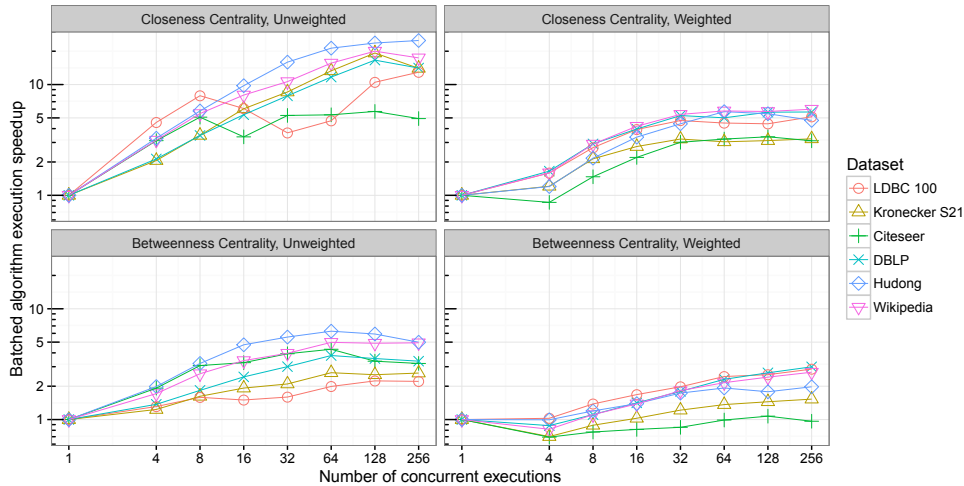 Closeness Centrality, Unweighted
Closeness Centrality, Weighted
10
5
2
1
Betweenness Centrality, Unweighted
Betweenness Centrality, Weighted
10
5
2
1
1 4 8 16 32 64 128 256
1 4 8 16 32 64 128 256
Number of concurrent executions
Batched algorithm execution speedup
Dataset
LDBC 100
Kronecker S21
Citeseer
DBLP
Hudong
Wikipedia